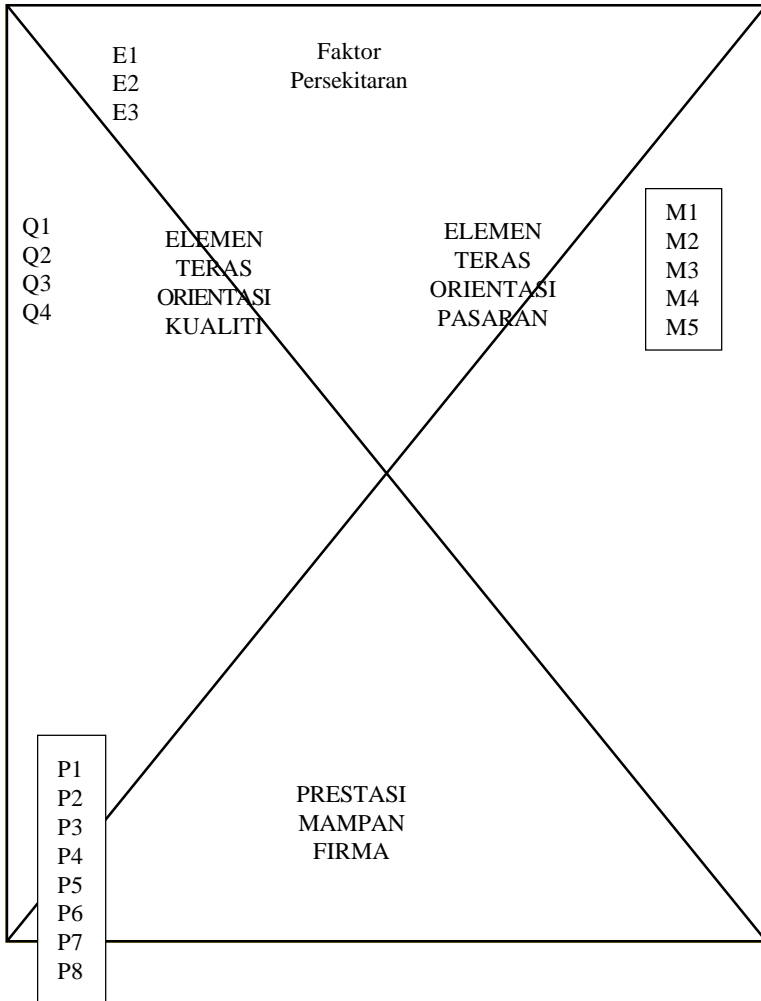 E1
E2
E3
Faktor
Persekitaran
Q1
Q2
Q3
Q4
ELEMEN
TERAS
ORIENTASI
KUALITI
ELEMEN
TERAS
ORIENTASI
PASARAN
M1
M2
M3
M4
M5
P1
P2
P3
P4
P5
P6
P7
P8
PRESTASI
MAMPAN
FIRMA